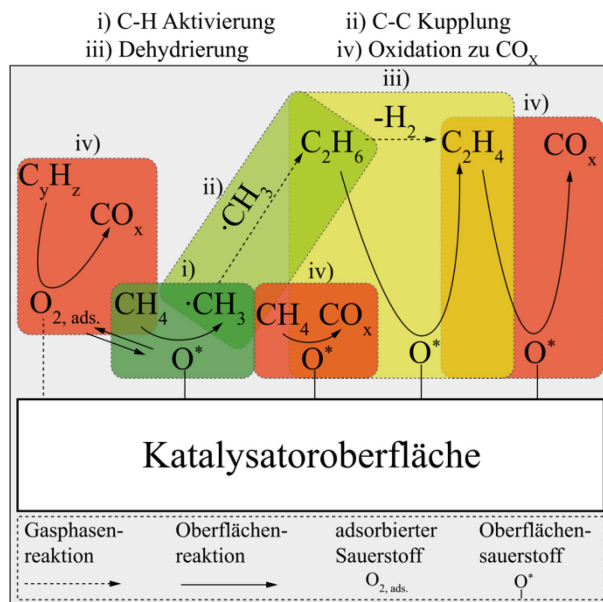 i) C-H Aktivierung
ii) C-C Kupplung
iii) Dehydrierung
iv) Oxidation zu COₓ
iii)
iv)
-H₂
C₂H₆
C₂H₄
COₓ
iv)
C_yH_z
COₓ
ii)
·CH₃
i)
iv)
O₂, ads.
CH₄
·CH₃
CH₄
COₓ
O*
O*
O*
O*
Katalysatoroberfläche
Gasphasen-
reaktion
Oberflächen-
reaktion
adsorbierter
Sauerstoff
O₂, ads.
Oberflächen-
sauerstoff
O*